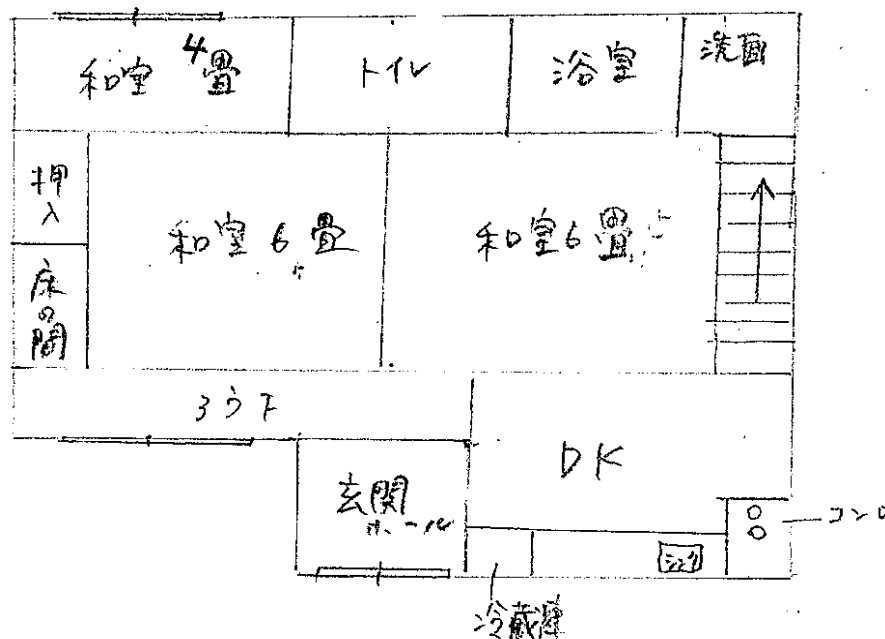 和室 4畳
トイレ
浴室
洗面
押入
和室 6畳
和室 6畳
床の間
ろう下
DK
玄関
ホール
コンロ
シンク
冷蔵庫